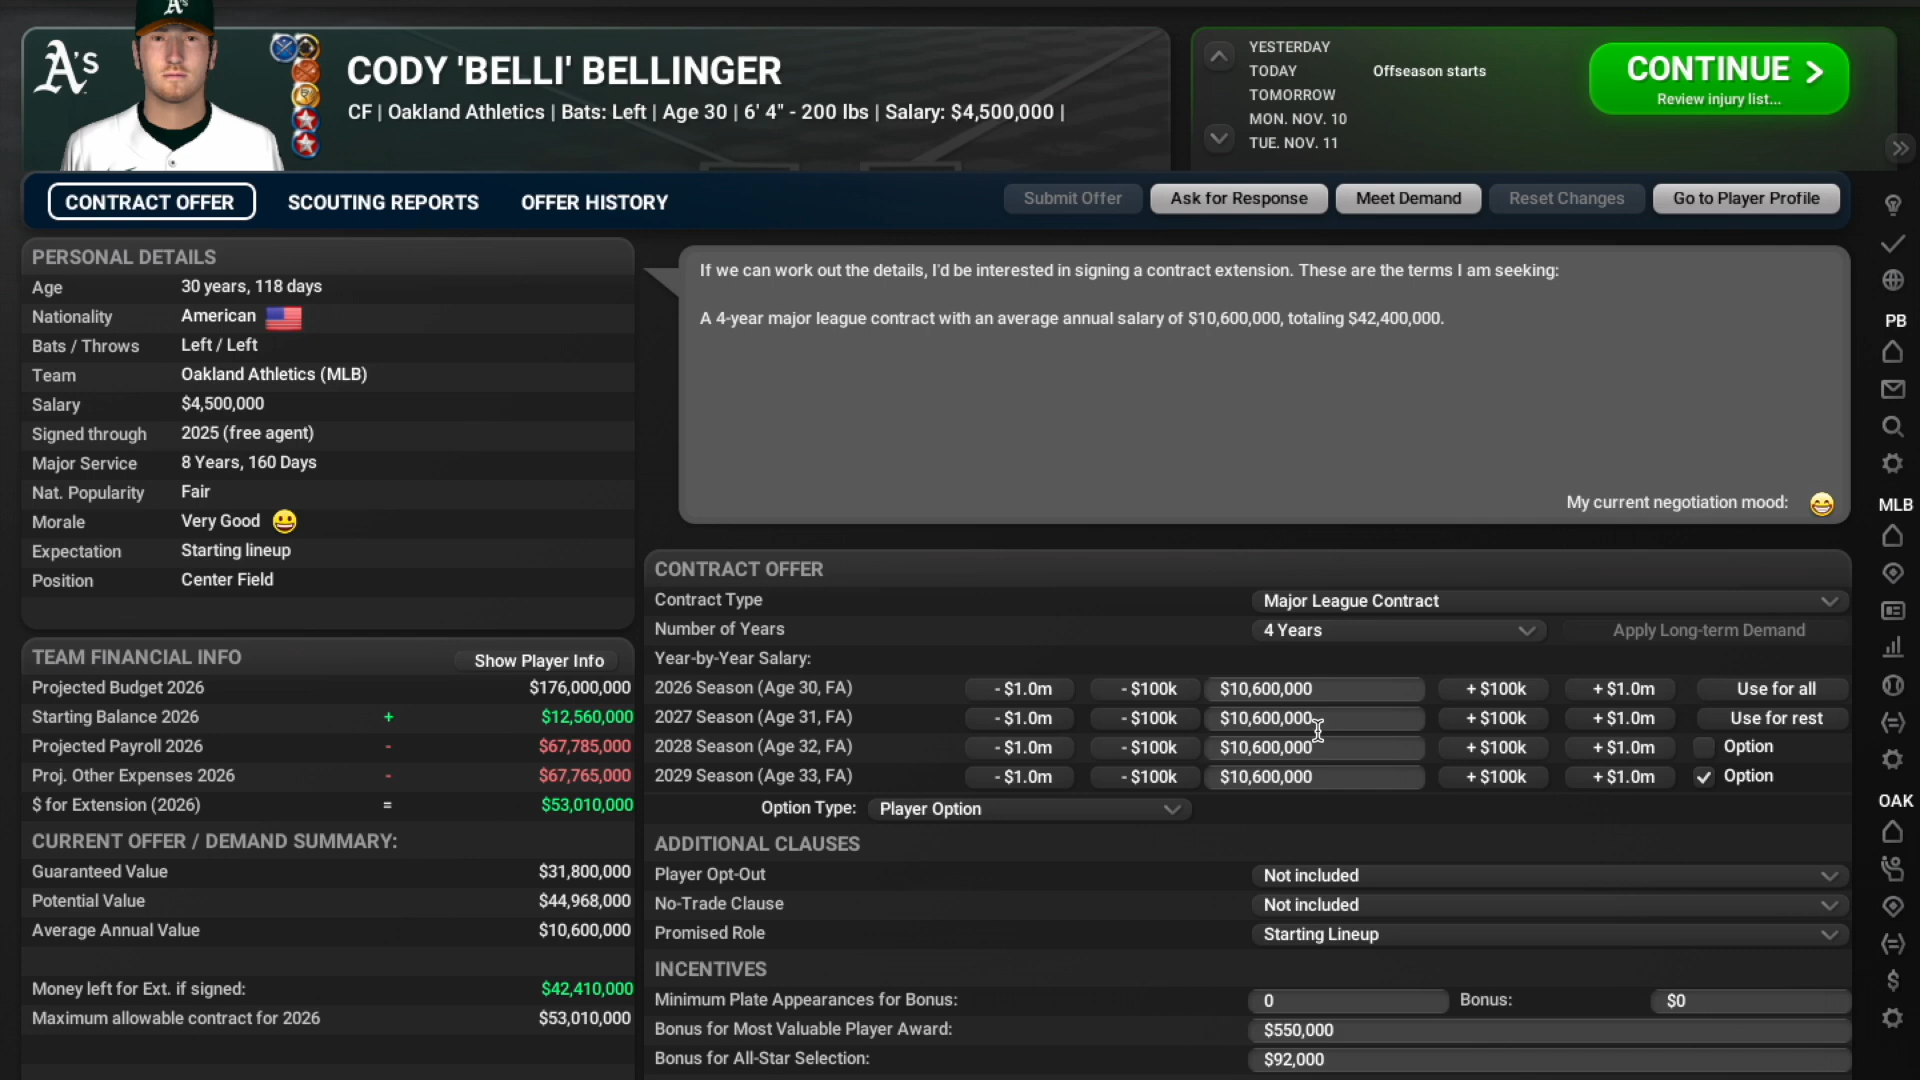 A's
A's
CODY 'BELLI' BELLINGER
CF | Oakland Athletics | Bats: Left | Age 30 | 6' 4" - 200 lbs | Salary: $4,500,000 |
YESTERDAY
TODAY Offseason starts
TOMORROW
MON. NOV. 10
TUE. NOV. 11
CONTINUE
Review injury list...
CONTRACT OFFER SCOUTING REPORTS OFFER HISTORY Submit Offer Ask for Response Meet Demand Reset Changes Go to Player Profile
PERSONAL DETAILS
Age 30 years, 118 days
Nationality American
Bats / Throws Left / Left
Team Oakland Athletics (MLB)
Salary $4,500,000
Signed through 2025 (free agent)
Major Service 8 Years, 160 Days
Nat. Popularity Fair
Morale Very Good
Expectation Starting lineup
Position Center Field
TEAM FINANCIAL INFO Show Player Info
Projected Budget 2026 $176,000,000
Starting Balance 2026 + $12,560,000
Projected Payroll 2026 - $67,785,000
Proj. Other Expenses 2026 - $67,765,000
$ for Extension (2026) = $53,010,000
CURRENT OFFER / DEMAND SUMMARY:
Guaranteed Value $31,800,000
Potential Value $44,968,000
Average Annual Value $10,600,000
Money left for Ext. if signed: $42,410,000
Maximum allowable contract for 2026 $53,010,000
If we can work out the details, I'd be interested in signing a contract extension. These are the terms I am seeking:
A 4-year major league contract with an average annual salary of $10,600,000, totaling $42,400,000.
My current negotiation mood:
CONTRACT OFFER
Contract Type Major League Contract
Number of Years 4 Years Apply Long-term Demand
Year-by-Year Salary:
2026 Season (Age 30, FA) - $1.0m - $100k $10,600,000 + $100k + $1.0m Use for all
2027 Season (Age 31, FA) - $1.0m - $100k $10,600,000 + $100k + $1.0m Use for rest
2028 Season (Age 32, FA) - $1.0m - $100k $10,600,000 + $100k + $1.0m Option
2029 Season (Age 33, FA) - $1.0m - $100k $10,600,000 + $100k + $1.0m Option
Option Type: Player Option
ADDITIONAL CLAUSES
Player Opt-Out Not included
No-Trade Clause Not included
Promised Role Starting Lineup
INCENTIVES
Minimum Plate Appearances for Bonus: 0 Bonus: $0
Bonus for Most Valuable Player Award: $550,000
Bonus for All-Star Selection: $92,000
PB
MLB
OAK